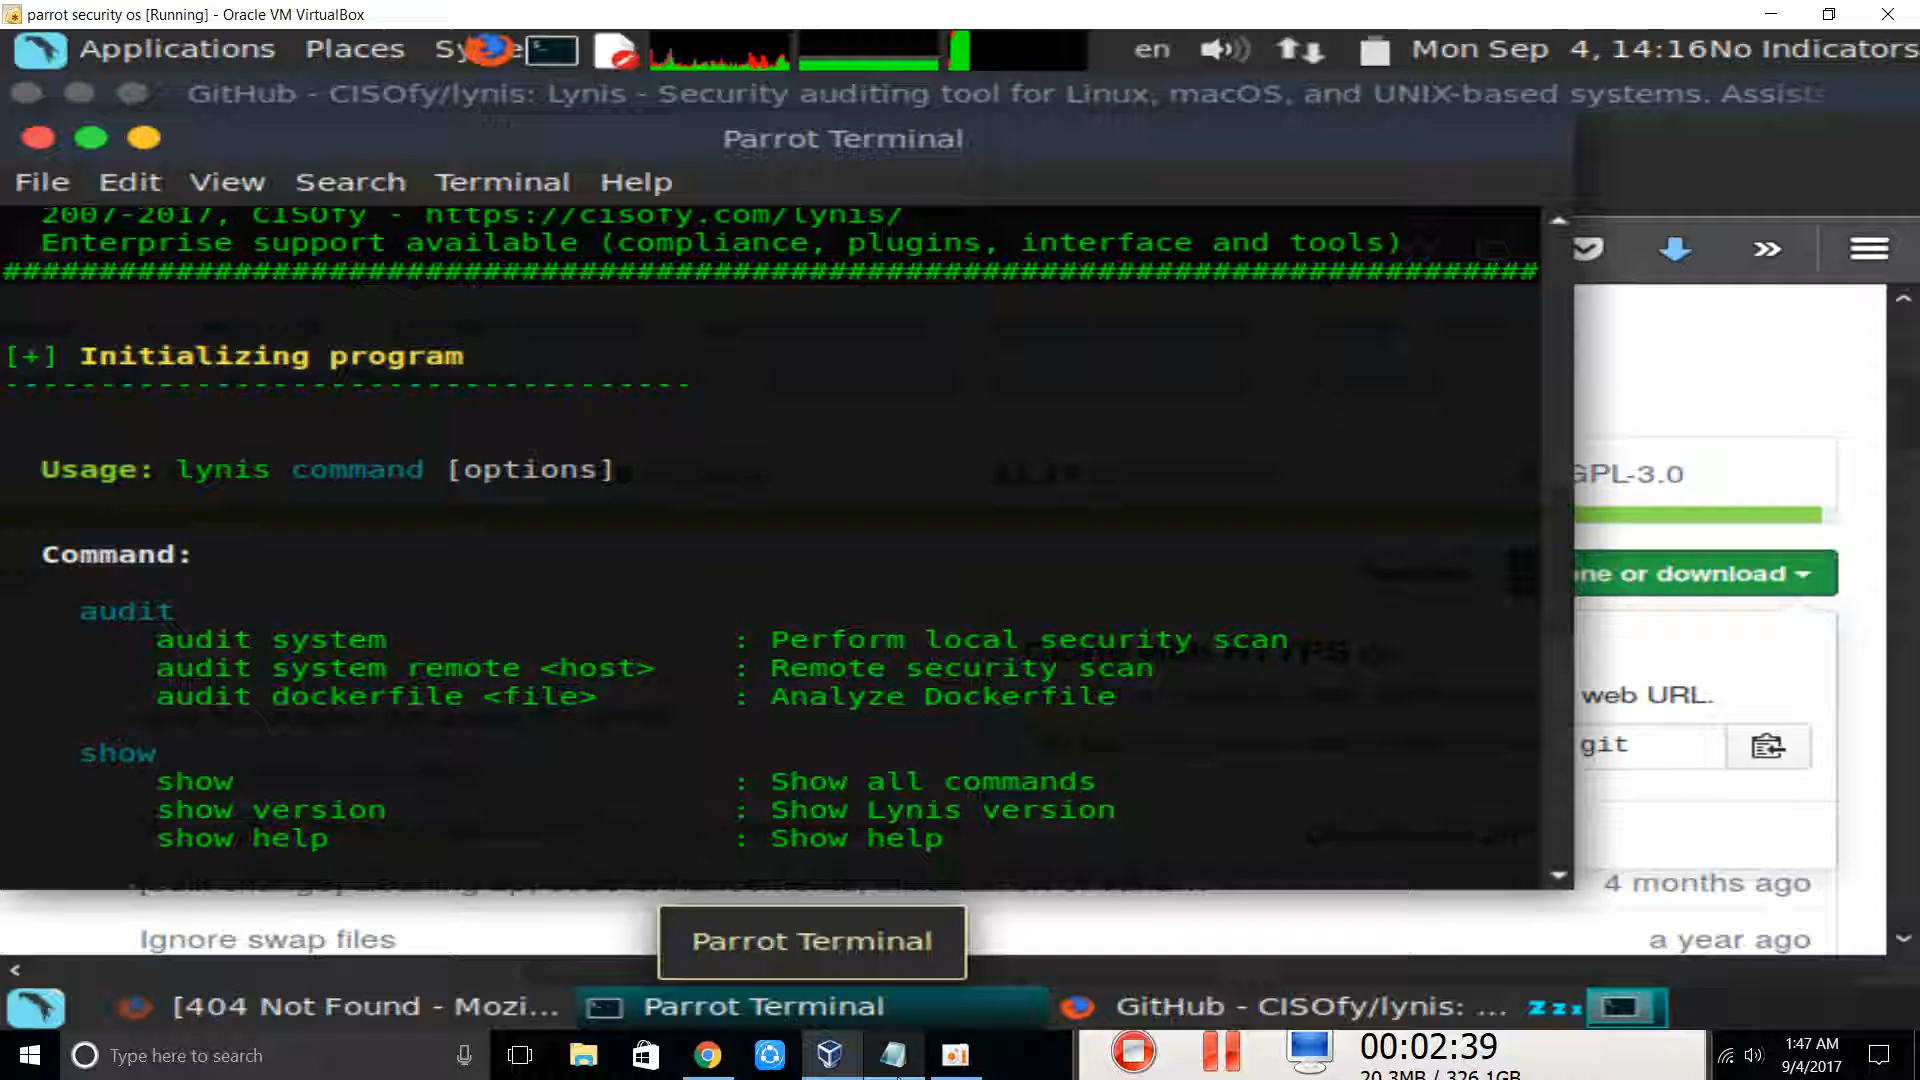 parrot security os [Running] - Oracle VM VirtualBox
Applications Places en Mon Sep 4, 14:16No Indicators
GitHub - CISOfy/lynis: Lynis - Security auditing tool for Linux, macOS, and UNIX-based systems. Assists
Parrot Terminal
File Edit View Search Terminal Help
2007-2017, CISOfy - https://cisofy.com/lynis/
Enterprise support available (compliance, plugins, interface and tools)
################################################################################
[+] Initializing program
------------------------------------
Usage: lynis command [options]
GPL-3.0
Command:
ne or download
audit
audit system : Perform local security scan
audit system remote <host> : Remote security scan
audit dockerfile <file> : Analyze Dockerfile
web URL.
git
show
show : Show all commands
show version : Show Lynis version
show help : Show help
4 months ago
Ignore swap files a year ago
Parrot Terminal
[404 Not Found - Mozi... Parrot Terminal GitHub - CISOfy/lynis: ... zzz
Type here to search 00:02:39 1:47 AM
20.3MB / 326.1GB 9/4/2017